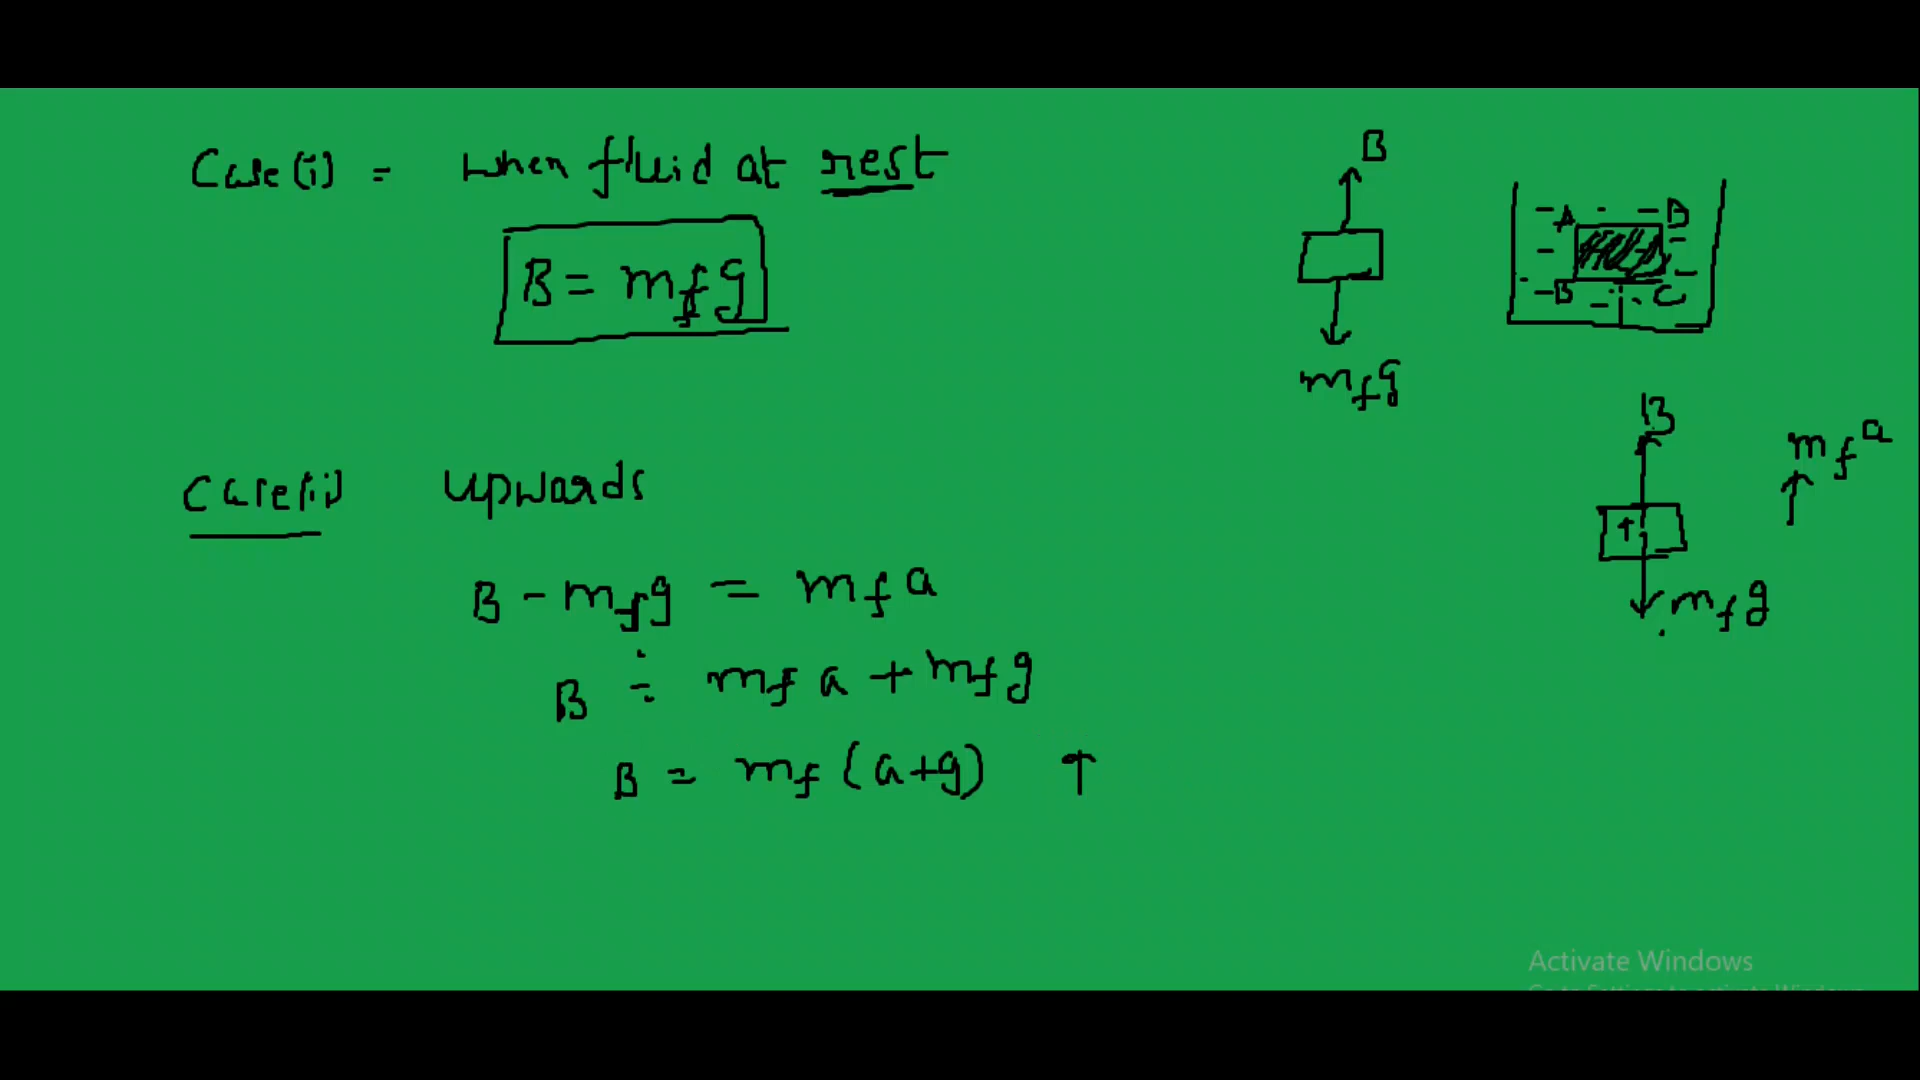 Case (i) = when fluid at rest
B = mfg
B
mfg
A D
B C
Case(ii) Upwards
B - mfg = mfa
B = mfa + mfg
B = mf (a+g) ↑
B
mfa
↑
mfg
Activate Windows